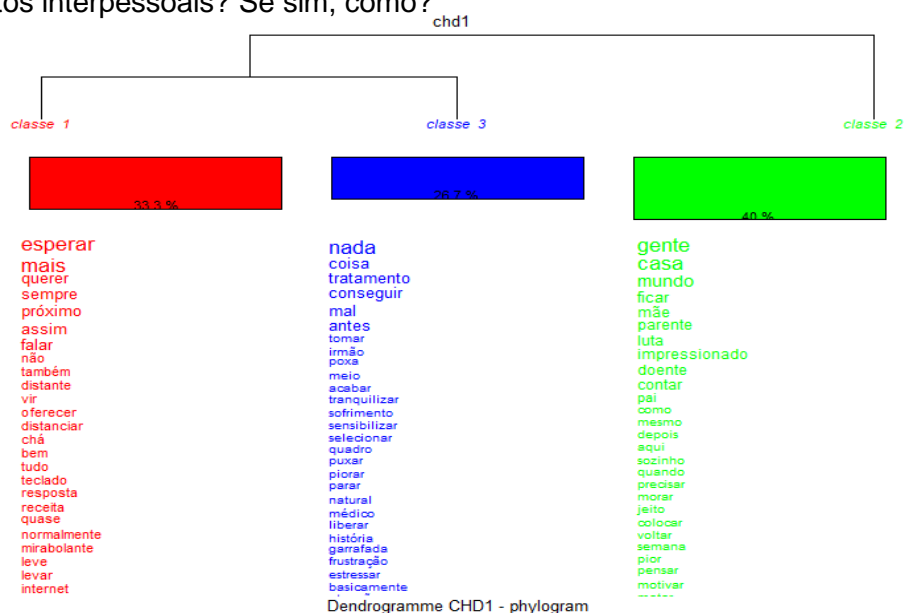 tos interpessoais? Se sim, como?
chd1
classe 1
classe 3
classe 2
33.3 %
26.7 %
40 %
esperar
mais
querer
sempre
próximo
assim
falar
não
também
distante
vir
oferecer
distanciar
chá
bem
tudo
teclado
resposta
receita
quase
normalmente
mirabolante
leve
levar
internet
nada
coisa
tratamento
conseguir
mal
antes
tomar
irmão
poxa
meio
acabar
tranquilizar
sofrimento
sensibilizar
selecionar
quadro
puxar
piorar
parar
natural
médico
liberar
história
garrafada
frustração
estressar
basicamente
gente
casa
mundo
ficar
mãe
parente
luta
impressionado
doente
contar
pai
como
mesmo
depois
aqui
sozinho
quando
precisar
morar
jeito
colocar
voltar
semana
pior
pensar
motivar
Dendrogramme CHD1 - phylogram